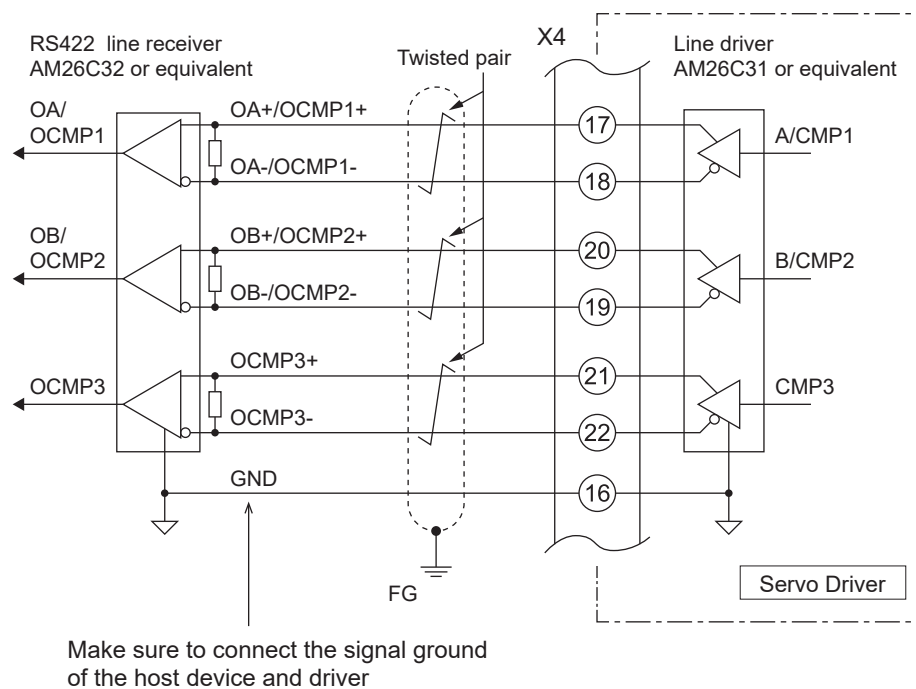 X4
RS422 line receiver
AM26C32 or equivalent
Twisted pair
Line driver
AM26C31 or equivalent
OA/
OCMP1
OA+/OCMP1+
17
A/CMP1
OA-/OCMP1-
18
OB/
OCMP2
OB+/OCMP2+
20
B/CMP2
OB-/OCMP2-
19
OCMP3
OCMP3+
21
CMP3
OCMP3-
22
GND
16
FG
Servo Driver
Make sure to connect the signal ground
of the host device and driver